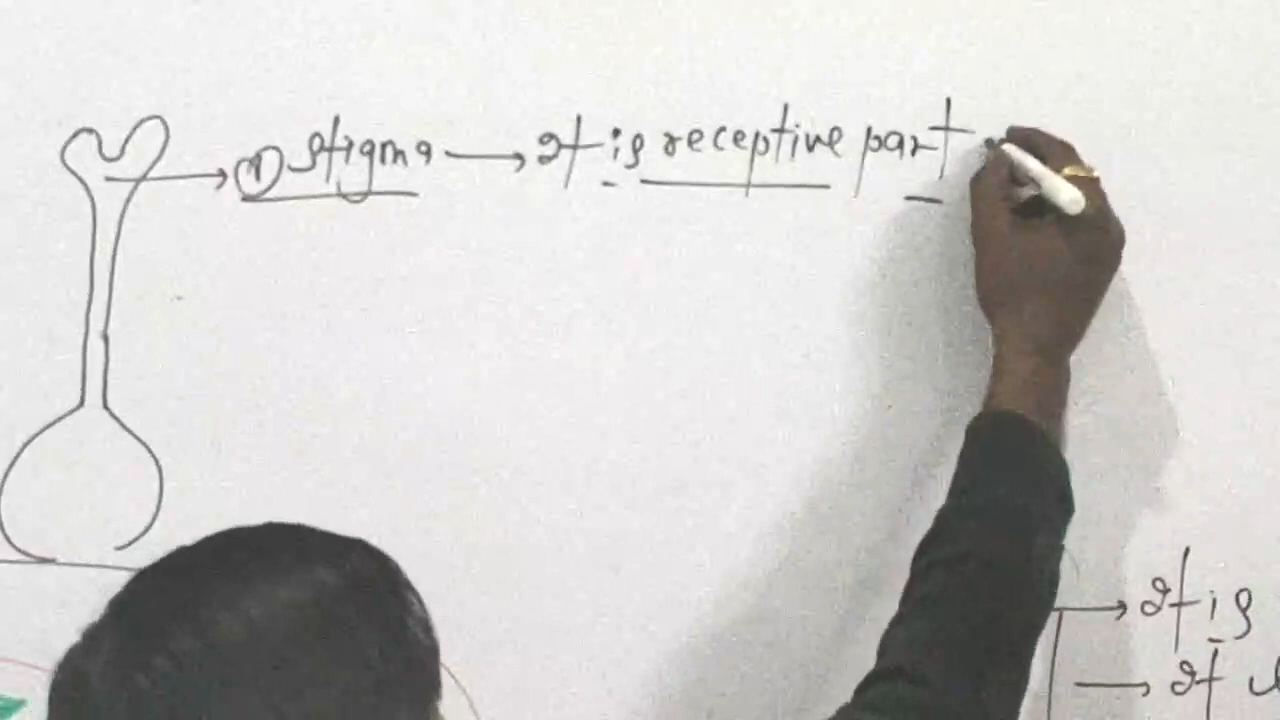 → ① stigma → It is receptive part
→ It is
→ It